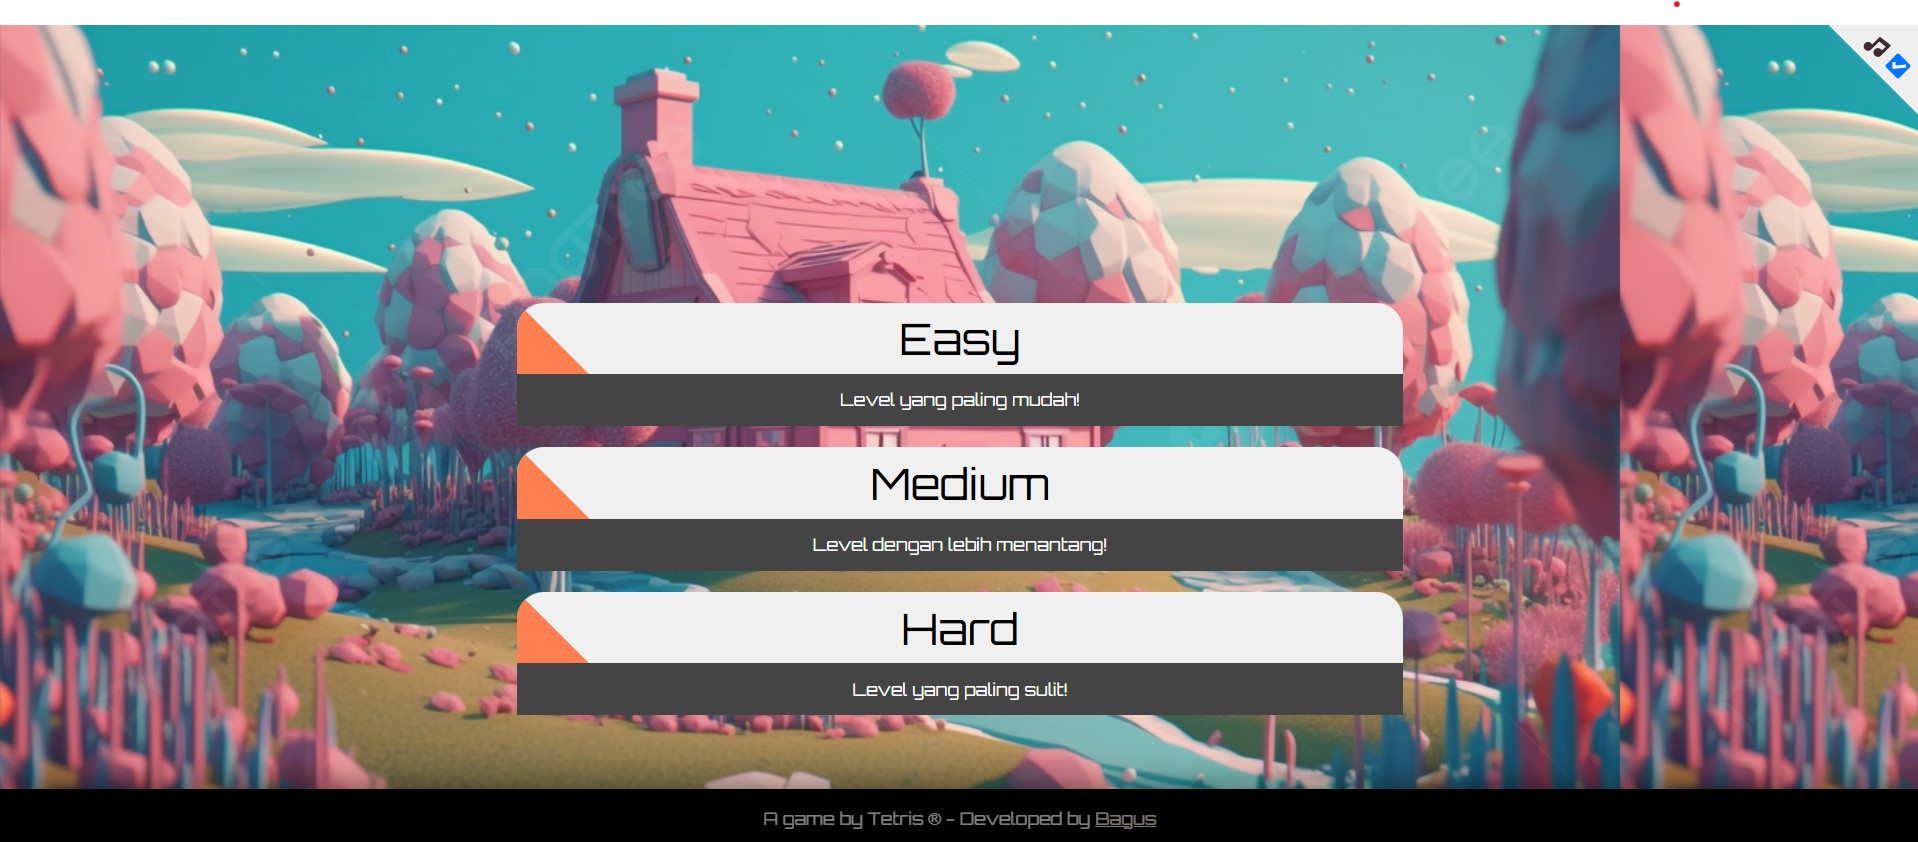 Easy
Level yang paling mudah!
Medium
Level dengan lebih menantang!
Hard
Level yang paling sulit!
A game by Tetris ® - Developed by Bagus